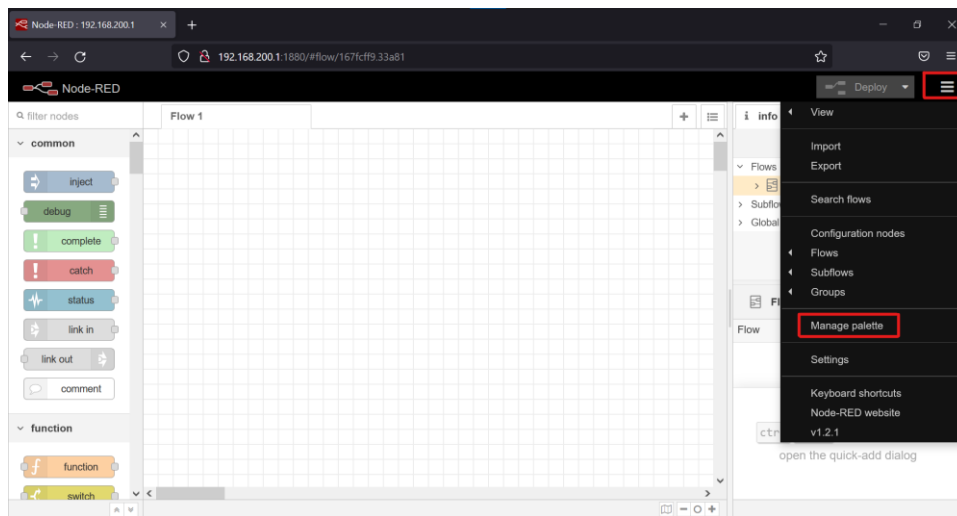 Node-RED : 192.168.200.1
192.168.200.1:1880/#flow/167fcff9.33a81
Node-RED
Deploy
filter nodes
Flow 1
i info
common
inject
debug
complete
catch
status
link in
link out
comment
function
function
switch
Flows
Subflo
Global
Fl
Flow
ctr
open the quick-add dialog
View
Import
Export
Search flows
Configuration nodes
Flows
Subflows
Groups
Manage palette
Settings
Keyboard shortcuts
Node-RED website
v1.2.1